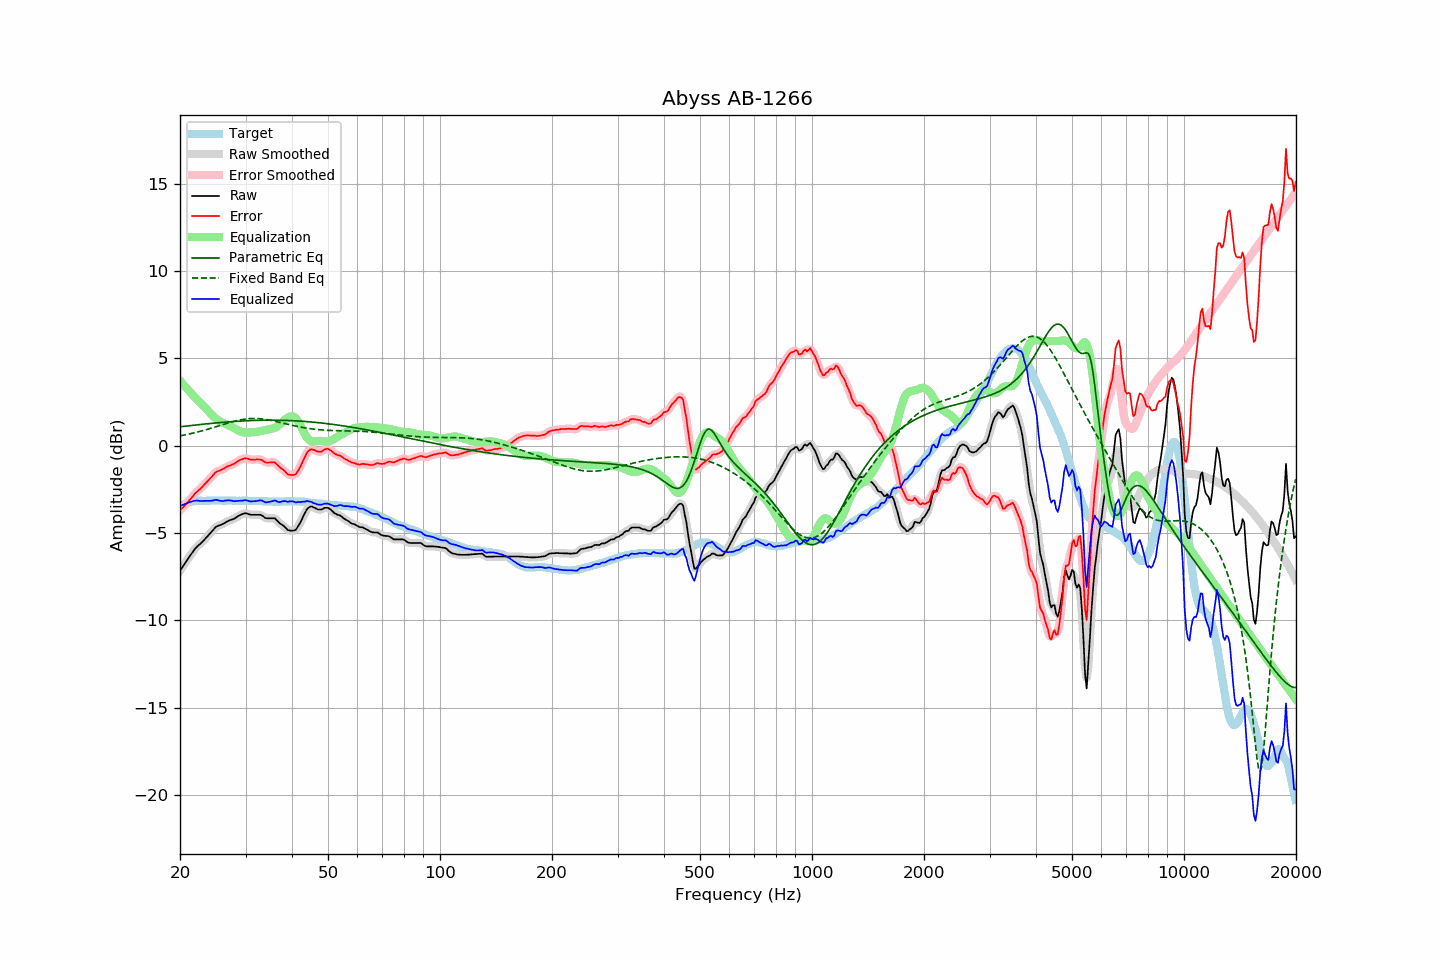 Abyss AB-1266
Target
Raw Smoothed
Error Smoothed
Raw
Error
Equalization
Parametric Eq
Fixed Band Eq
Equalized
15
10
5
0
−5
−10
−15
−20
Amplitude (dBr)
20
50
100
200
500
1000
2000
5000
10000
20000
Frequency (Hz)